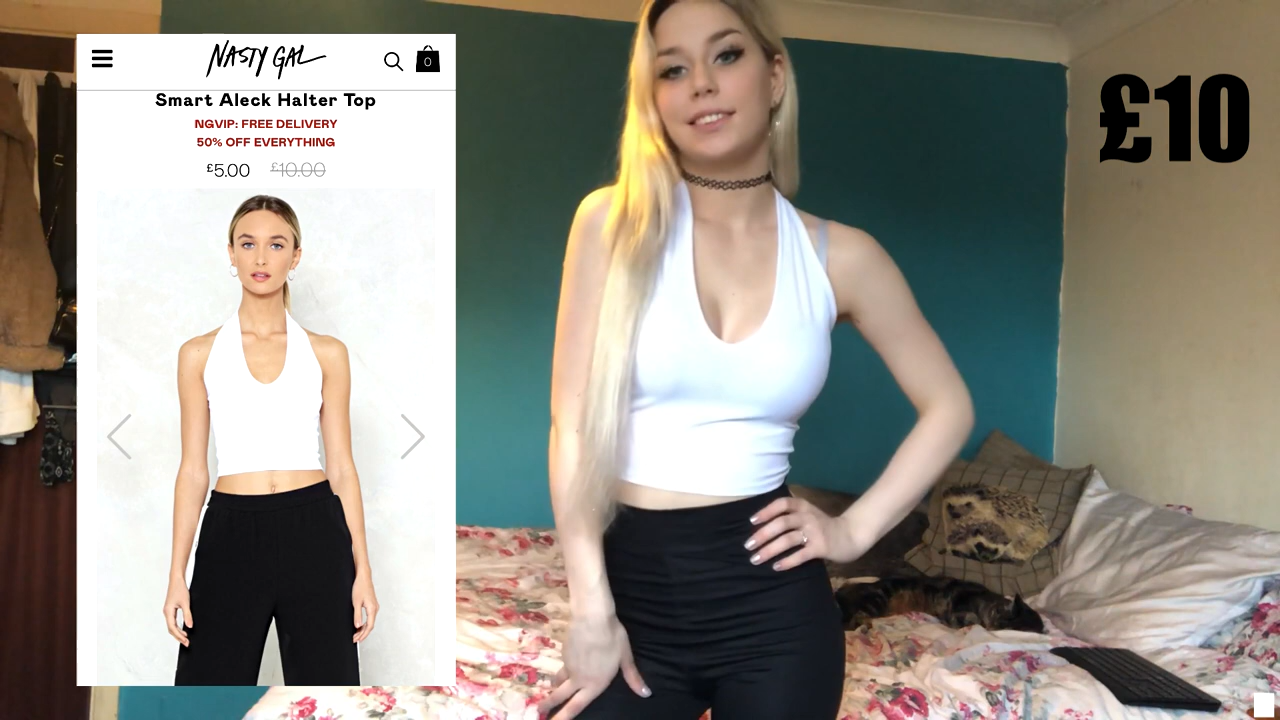 NASTY GAL
0
Smart Aleck Halter Top
NGVIP: FREE DELIVERY
50% OFF EVERYTHING
£5.00 £10.00
£10